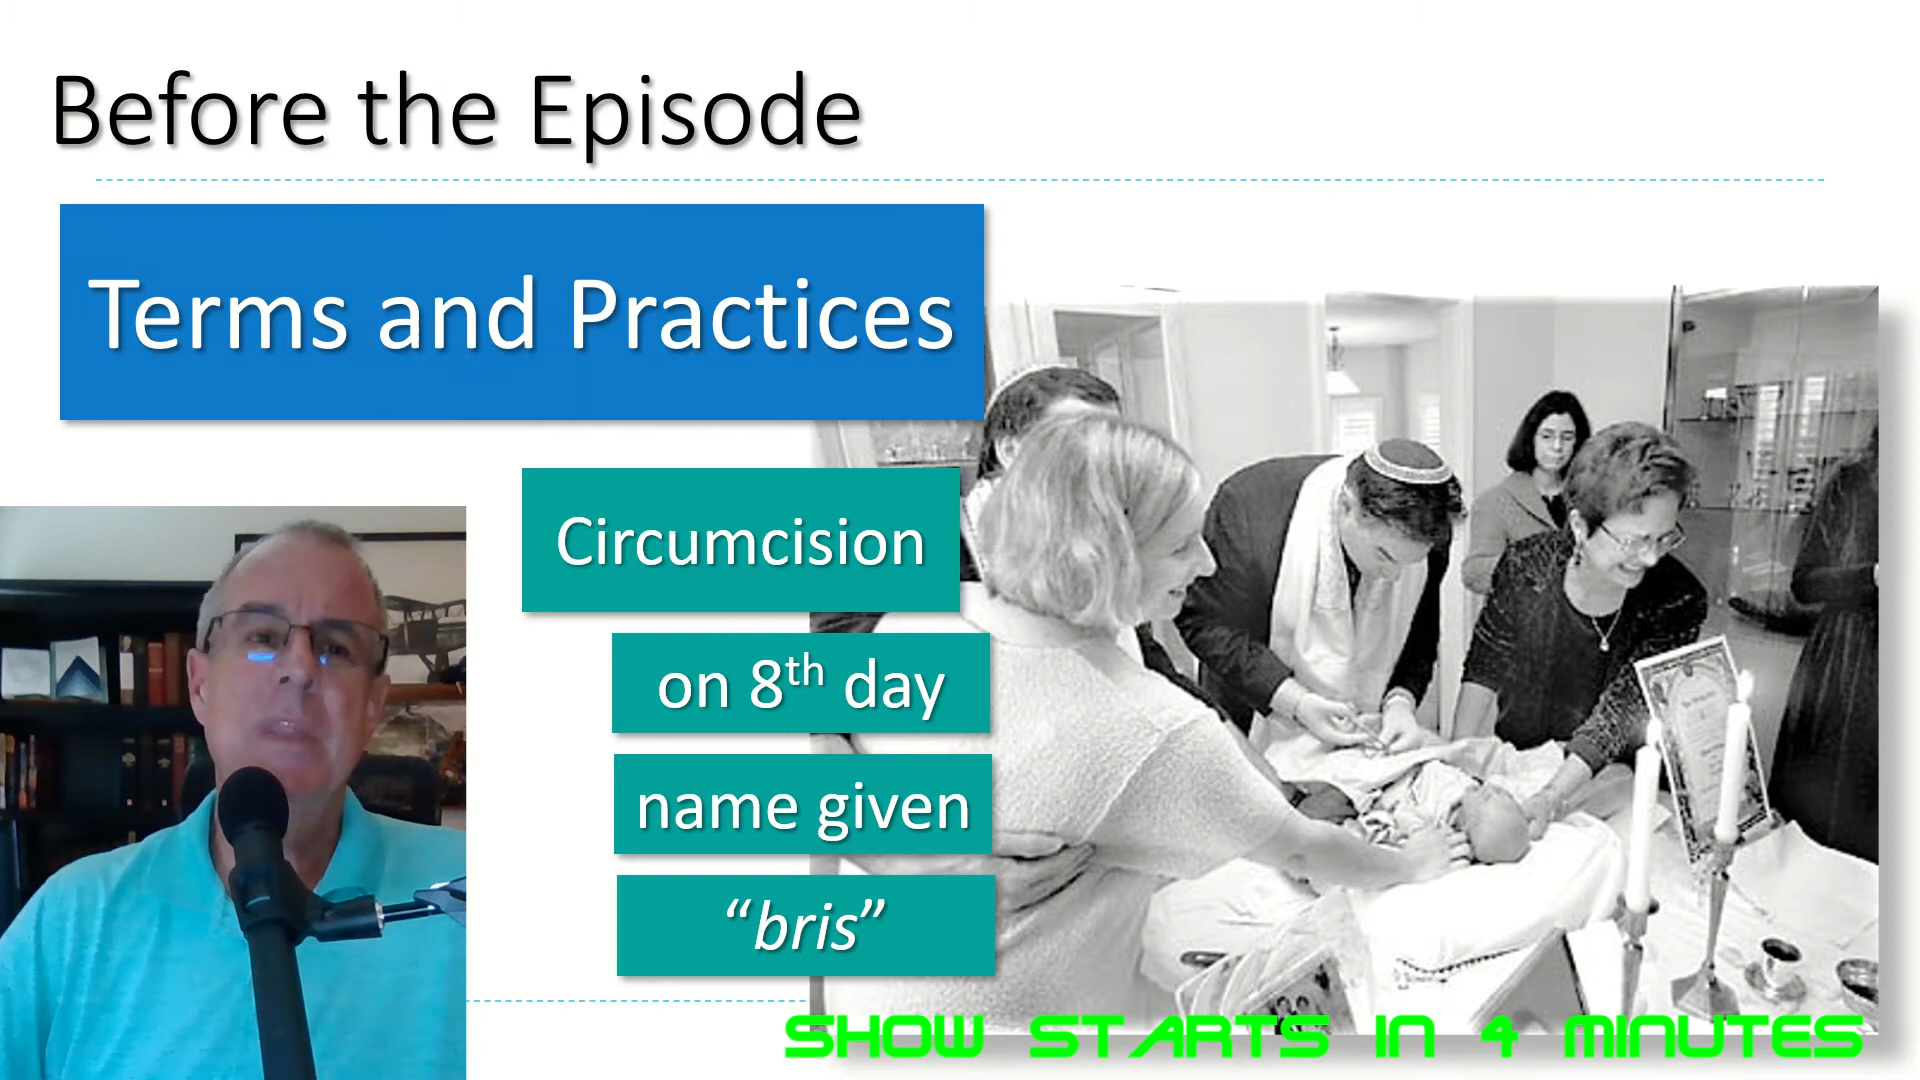 Before the Episode
Terms and Practices
Circumcision
on 8th day
name given
“bris”
SHOW STARTS IN 4 MINUTES